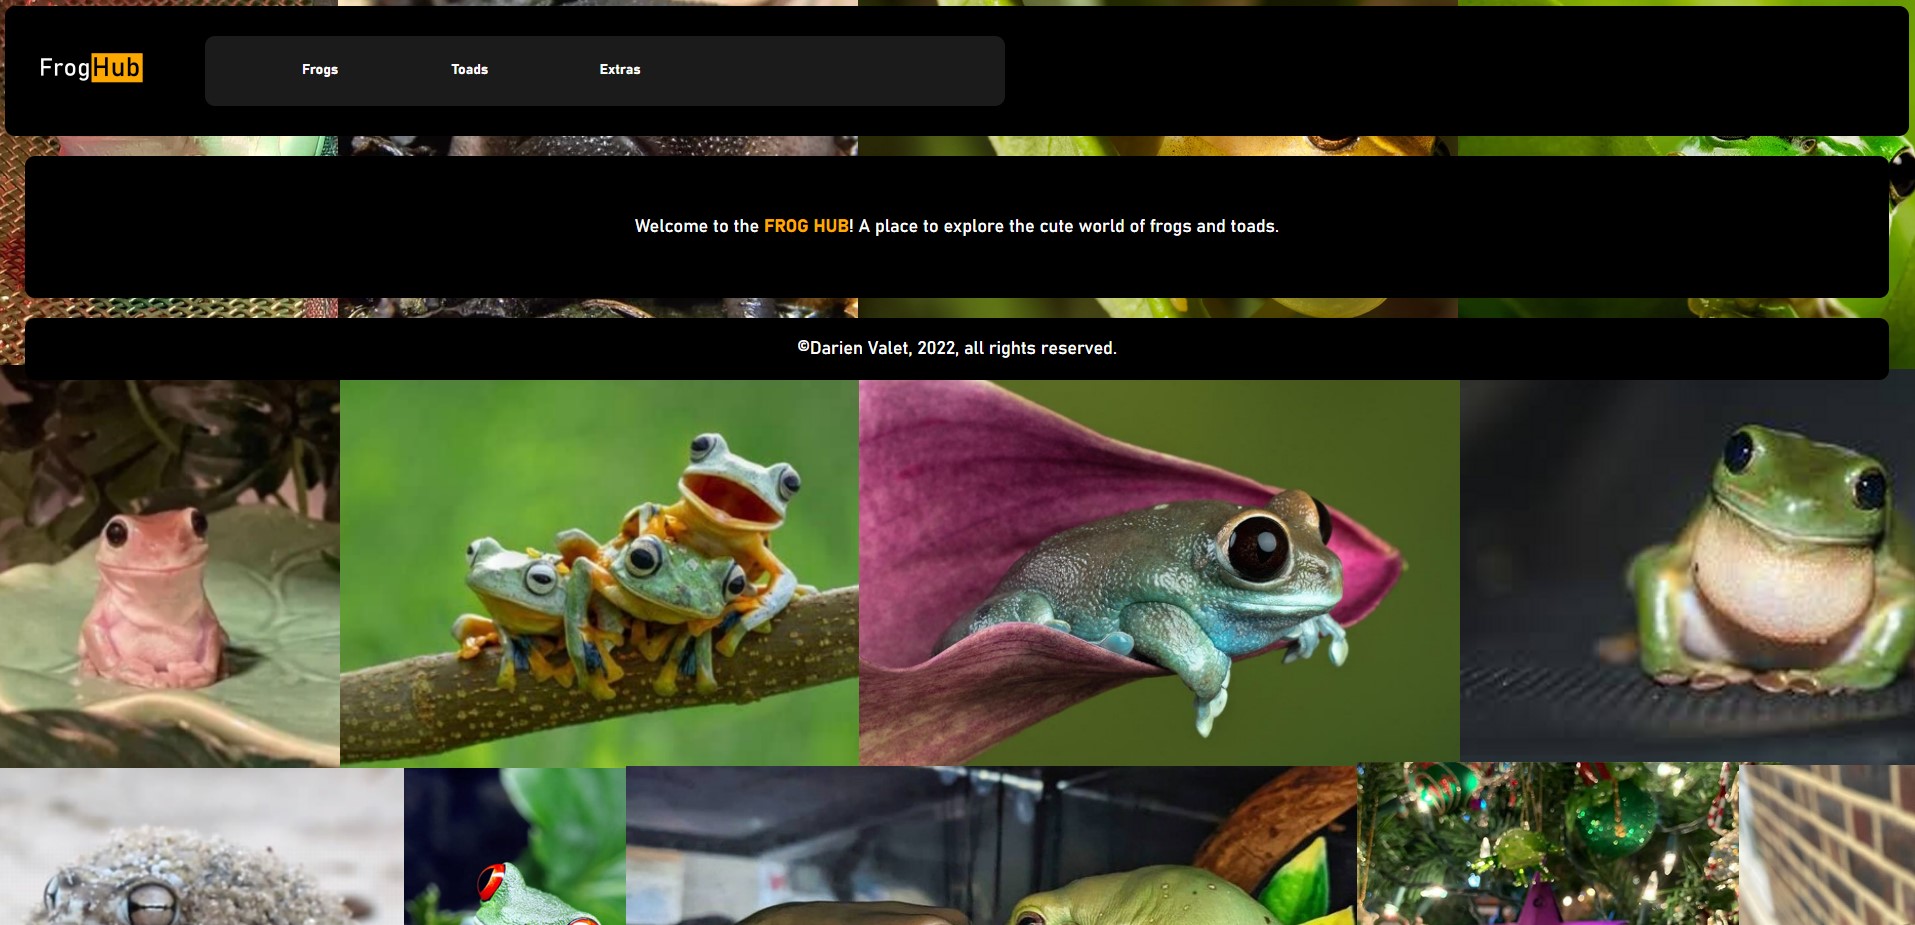 FrogHub
Frogs
Toads
Extras
Welcome to the FROG HUB! A place to explore the cute world of frogs and toads.
©Darien Valet, 2022, all rights reserved.